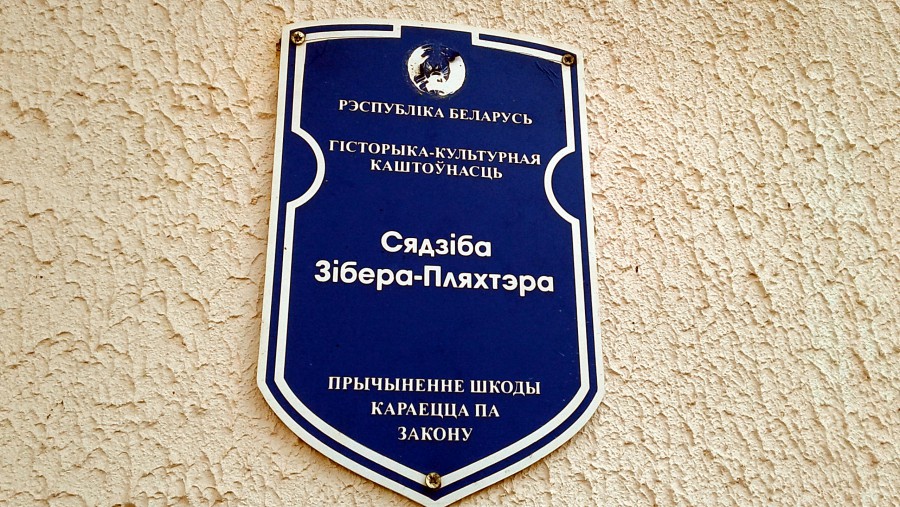 РЭСПУБЛІКА БЕЛАРУСЬ
ГІСТОРЫКА-КУЛЬТУРНАЯ
КАШТОЎНАСЦЬ
Сядзіба
Зібера-Пляхтэра
ПРЫЧЫНЕННЕ ШКОДЫ
КАРАЕЦЦА ПА
ЗАКОНУ